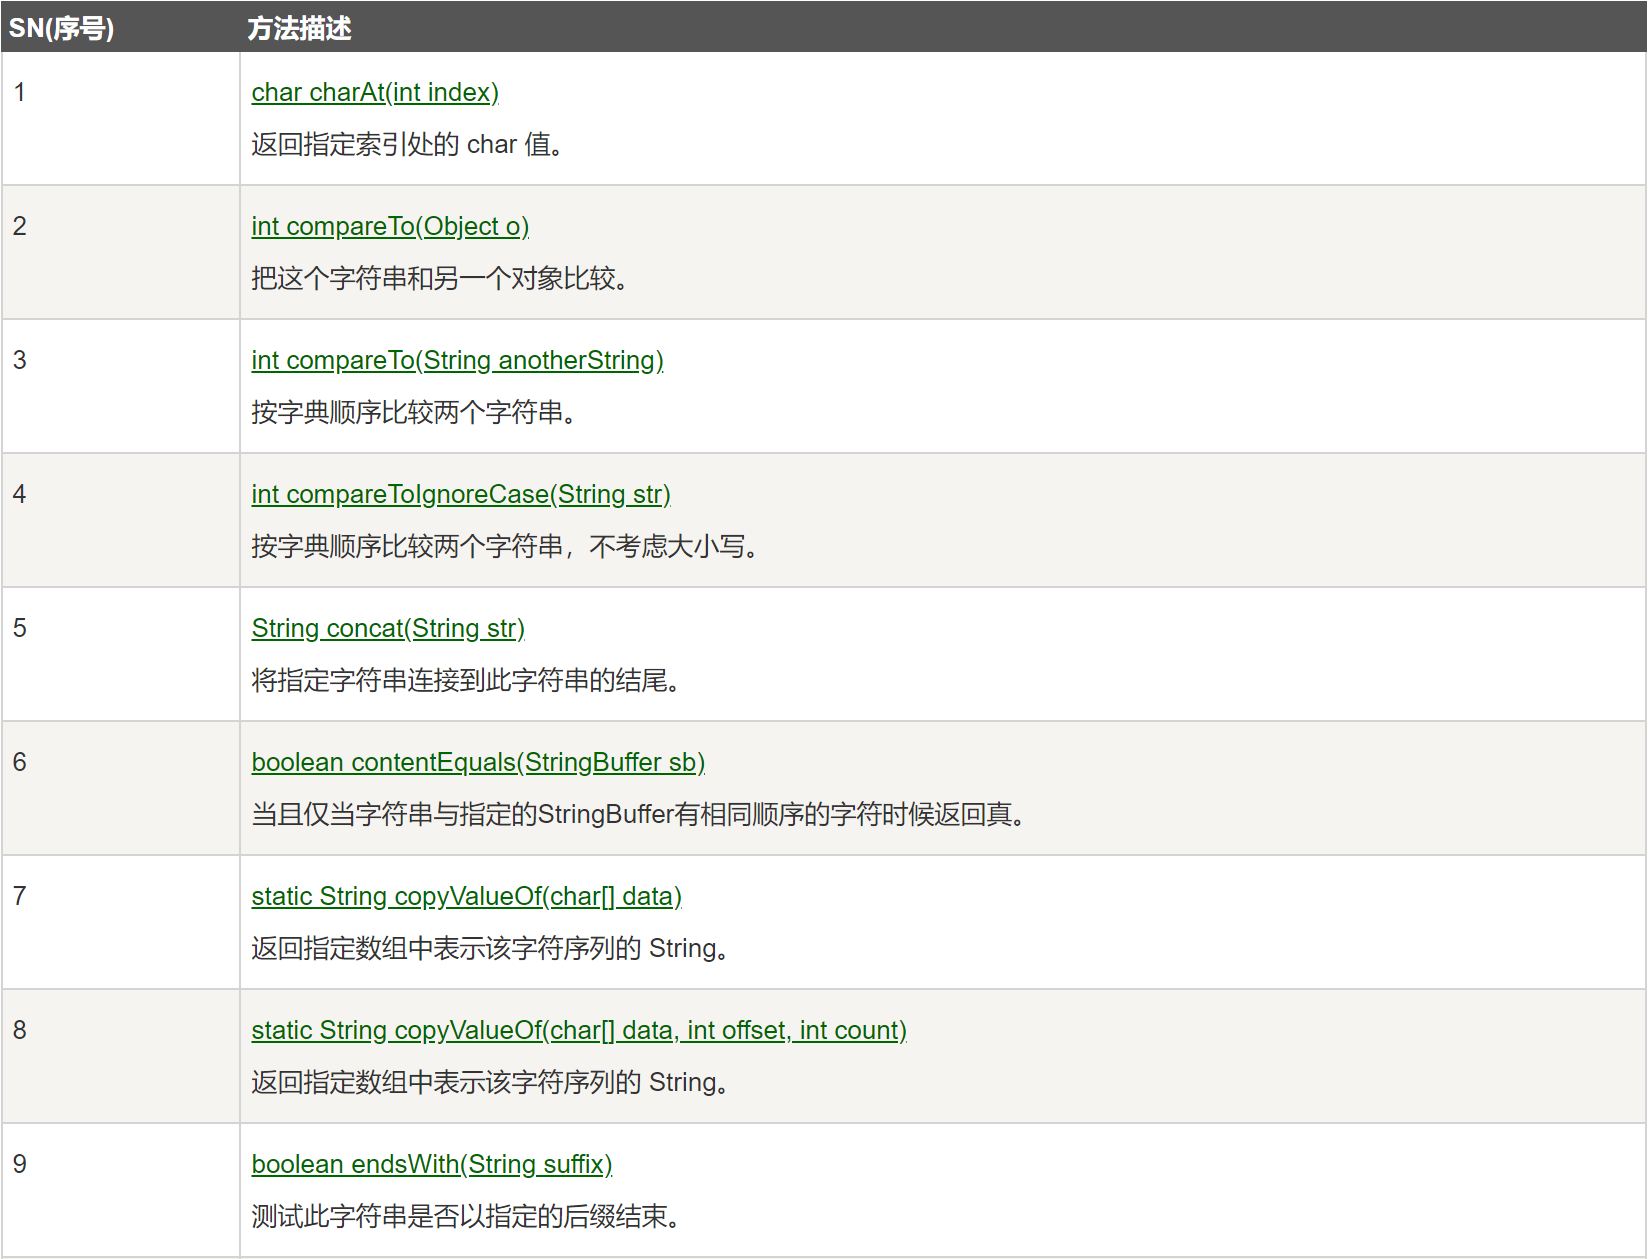 SN(序号) 方法描述
1 char charAt(int index)
返回指定索引处的 char 值。
2 int compareTo(Object o)
把这个字符串和另一个对象比较。
3 int compareTo(String anotherString)
按字典顺序比较两个字符串。
4 int compareToIgnoreCase(String str)
按字典顺序比较两个字符串，不考虑大小写。
5 String concat(String str)
将指定字符串连接到此字符串的结尾。
6 boolean contentEquals(StringBuffer sb)
当且仅当字符串与指定的StringBuffer有相同顺序的字符时候返回真。
7 static String copyValueOf(char[] data)
返回指定数组中表示该字符序列的 String。
8 static String copyValueOf(char[] data, int offset, int count)
返回指定数组中表示该字符序列的 String。
9 boolean endsWith(String suffix)
测试此字符串是否以指定的后缀结束。